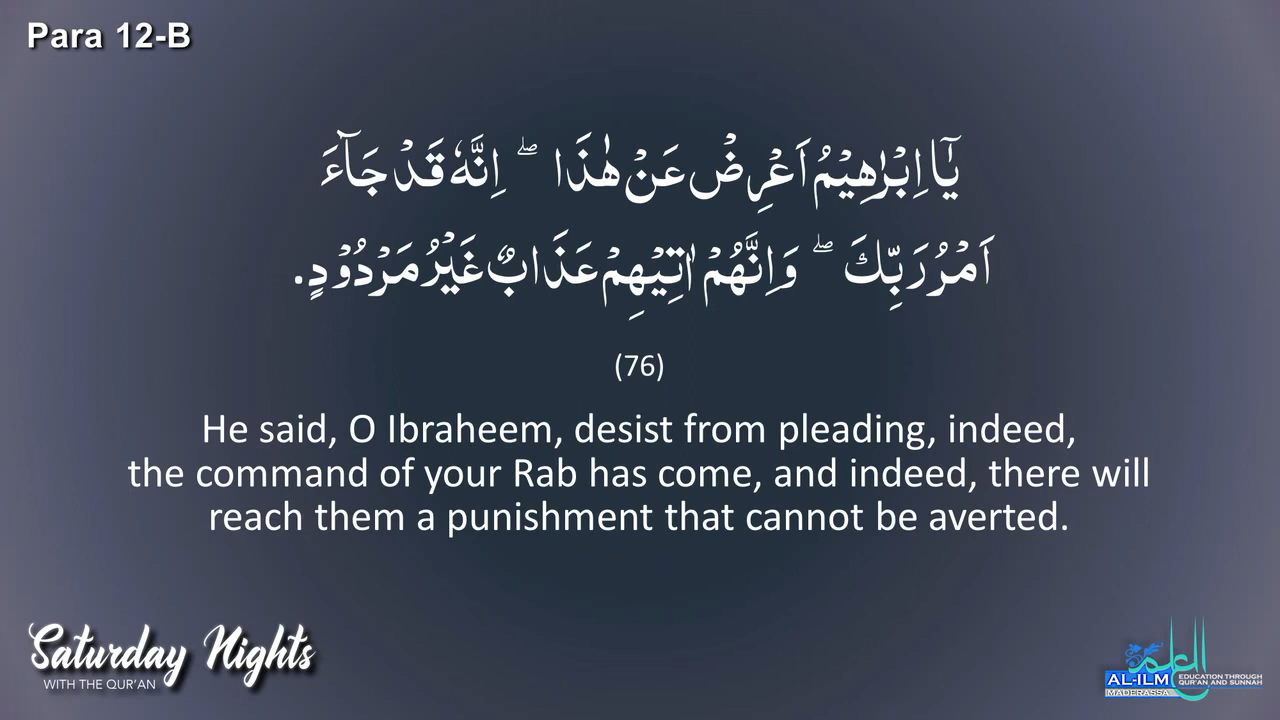 Para 12-B
يٰٓاِبْرٰهِيْمُ اَعْرِضْ عَنْ هٰذَا ۖ اِنَّهٗ قَدْ جَآءَ
اَمْرُ رَبِّكَ ۖ وَاِنَّهُمْ اٰتِيْهِمْ عَذَابٌ غَيْرُ مَرْدُوْدٍ.
(76)
He said, O Ibraheem, desist from pleading, indeed,
the command of your Rab has come, and indeed, there will
reach them a punishment that cannot be averted.
Saturday Nights
WITH THE QUR'AN
العلم
AL-ILM
MADERASSA
EDUCATION THROUGH
QUR'AN AND SUNNAH